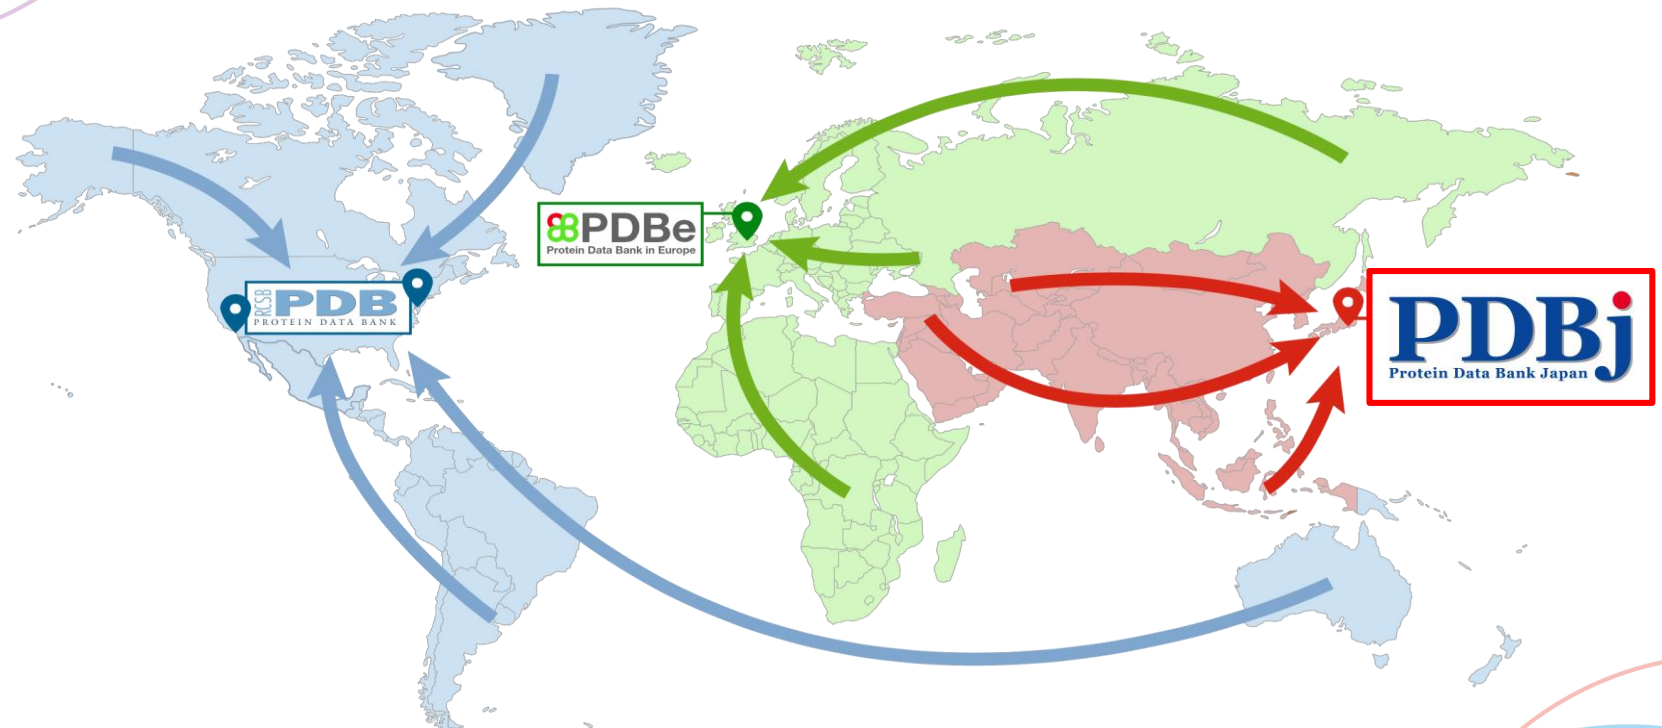 RCSB
PDB
PROTEIN DATA BANK
PDBe
Protein Data Bank in Europe
PDBj
Protein Data Bank Japan